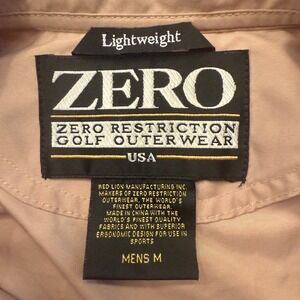 Lightweight
ZERO
ZERO RESTRICTION
GOLF OUTERWEAR
USA
RED LION MANUFACTURING INC.
MAKERS OF ZERO RESTRICTION
OUTERWEAR, THE WORLD'S
FINEST OUTERWEAR.
MADE IN CHINA WITH THE
WORLD'S FINEST QUALITY
FABRICS AND WITH SUPERIOR
ERGONOMIC DESIGN FOR USE IN
SPORTS
MENS M